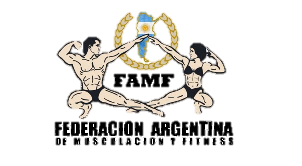 FAMF
FEDERACION ARGENTINA
DE MUSCULACION Y FITNESS